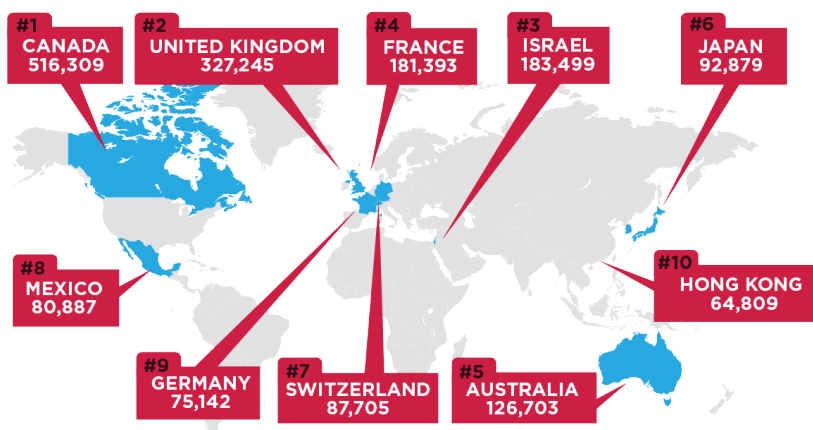 #1
CANADA
516,309
#2
UNITED KINGDOM
327,245
#4
FRANCE
181,393
#3
ISRAEL
183,499
#6
JAPAN
92,879
#8
MEXICO
80,887
#10
HONG KONG
64,809
#9
GERMANY
75,142
#7
SWITZERLAND
87,705
#5
AUSTRALIA
126,703